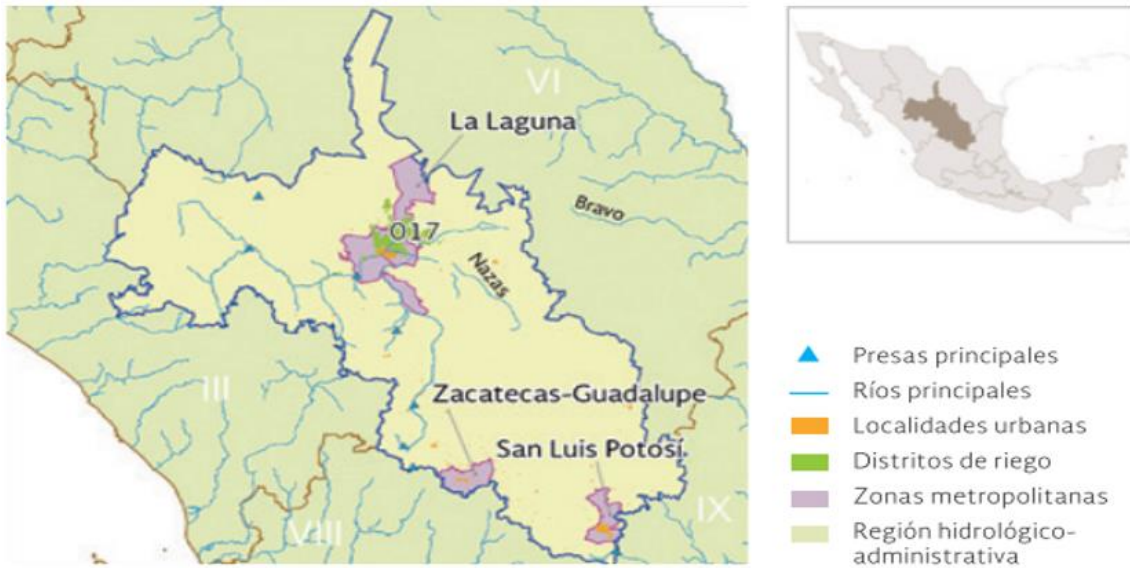 VI
La Laguna
Bravo
017
Nazas
III
Zacatecas-Guadalupe
San Luis Potosí
VIII
IX
Presas principales
Ríos principales
Localidades urbanas
Distritos de riego
Zonas metropolitanas
Región hidrológico-
administrativa